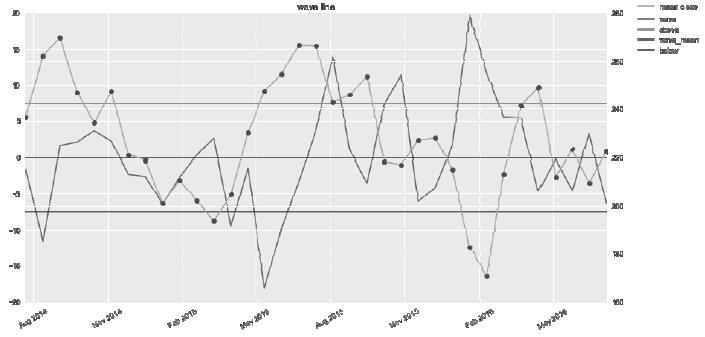 wave line
wave
above
wave_mean
below
20
15
10
5
0
-5
-10
-15
-20
260
240
220
200
180
160
Aug 2014
Nov 2014
Feb 2015
May 2015
Aug 2015
Nov 2015
Feb 2016
May 2016